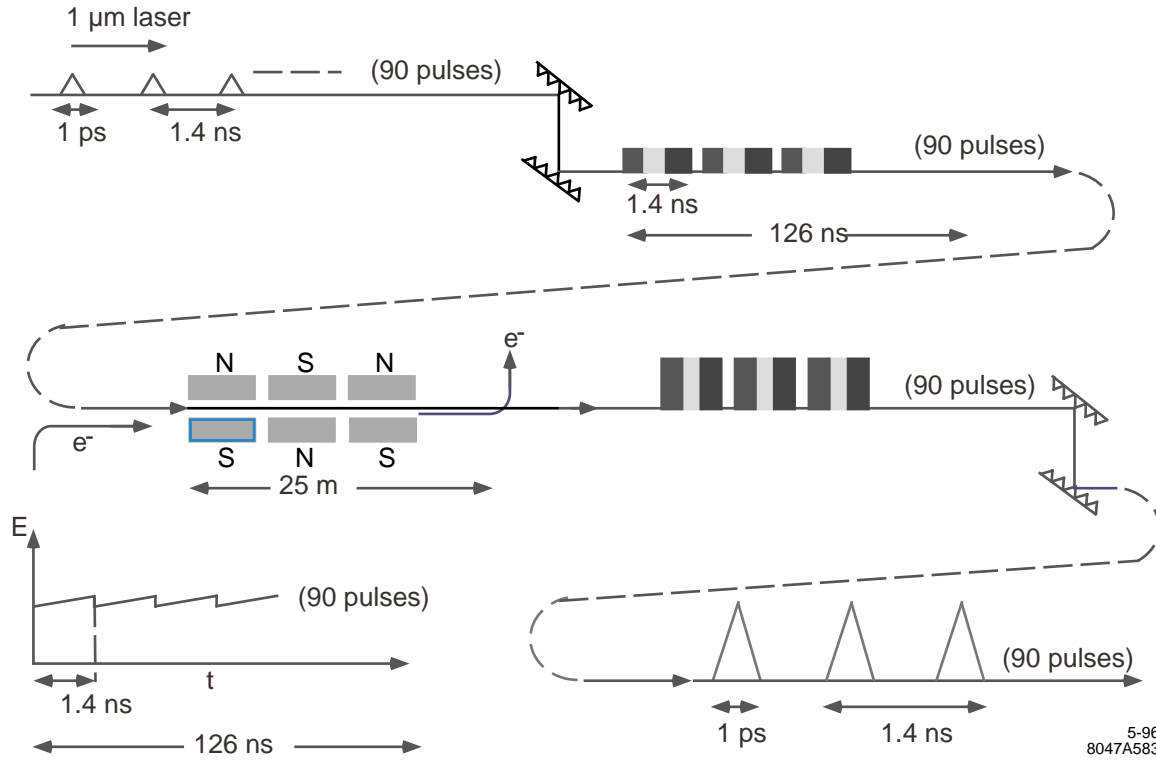 1 µm laser
(90 pulses)
1 ps
1.4 ns
(90 pulses)
1.4 ns
126 ns
N S N
e-
e-
S N S
25 m
(90 pulses)
E
(90 pulses)
1.4 ns
t
126 ns
(90 pulses)
1 ps
1.4 ns
5-96
8047A583